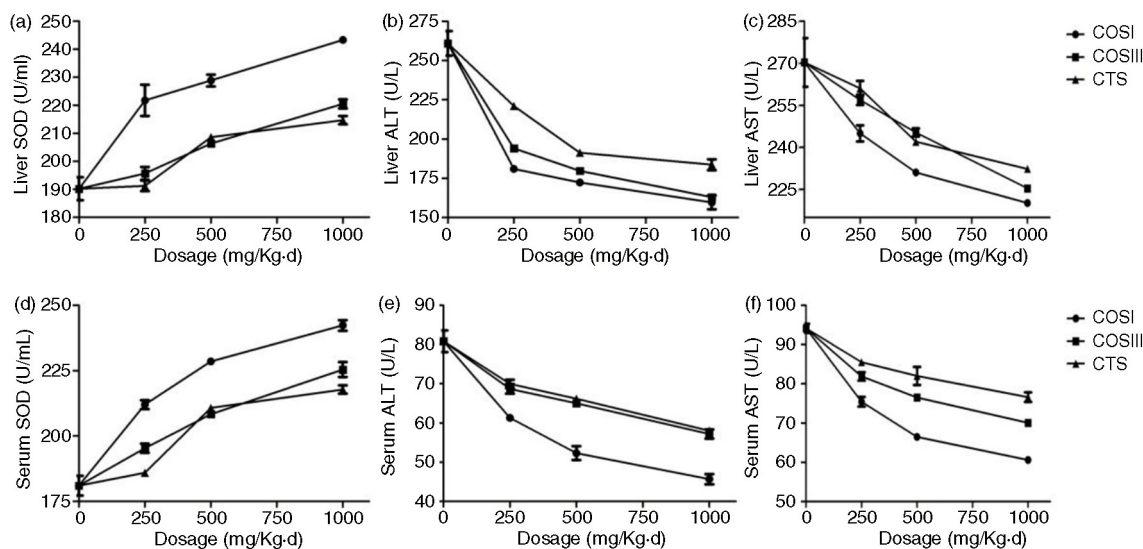 (a)
Liver SOD (U/ml)
250
240
230
220
210
200
190
180
0 250 500 750 1000
Dosage (mg/Kg·d)
(b)
Liver ALT (U/L)
275
250
225
200
175
150
0 250 500 750 1000
Dosage (mg/Kg·d)
(c)
Liver AST (U/L)
285
270
255
240
225
0 250 500 750 1000
Dosage (mg/Kg·d)
COSI
COSIII
CTS
(d)
Serum SOD (U/mL)
250
225
200
175
0 250 500 750 1000
Dosage (mg/Kg·d)
(e)
Serum ALT (U/L)
90
80
70
60
50
40
0 250 500 750 1000
Dosage (mg/Kg·d)
(f)
Serum AST (U/L)
100
90
80
70
60
50
0 250 500 750 1000
Dosage (mg/Kg·d)
COSI
COSIII
CTS